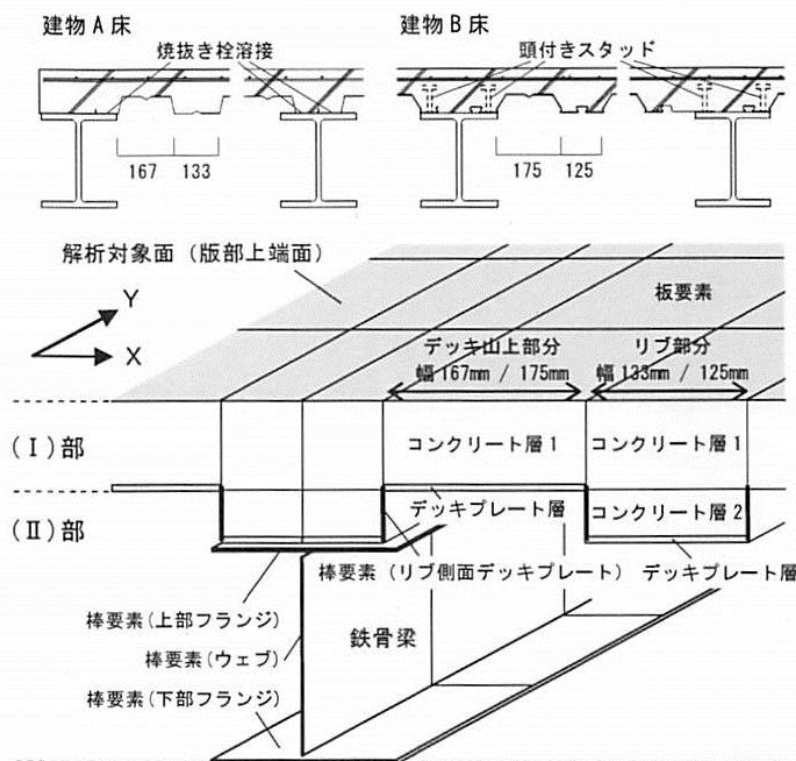 建物A床
建物B床
焼抜き栓溶接
頭付きスタッド
167 133
175 125
解析対象面（版部上端面）
Y
X
板要素
デッキ山上部分
幅167mm / 175mm
リブ部分
幅133mm / 125mm
(Ⅰ)部
コンクリート層1
コンクリート層1
(Ⅱ)部
デッキプレート層
コンクリート層2
棒要素（リブ側面デッキプレート）
デッキプレート層
棒要素(上部フランジ)
棒要素(ウェブ)
鉄骨梁
棒要素(下部フランジ)